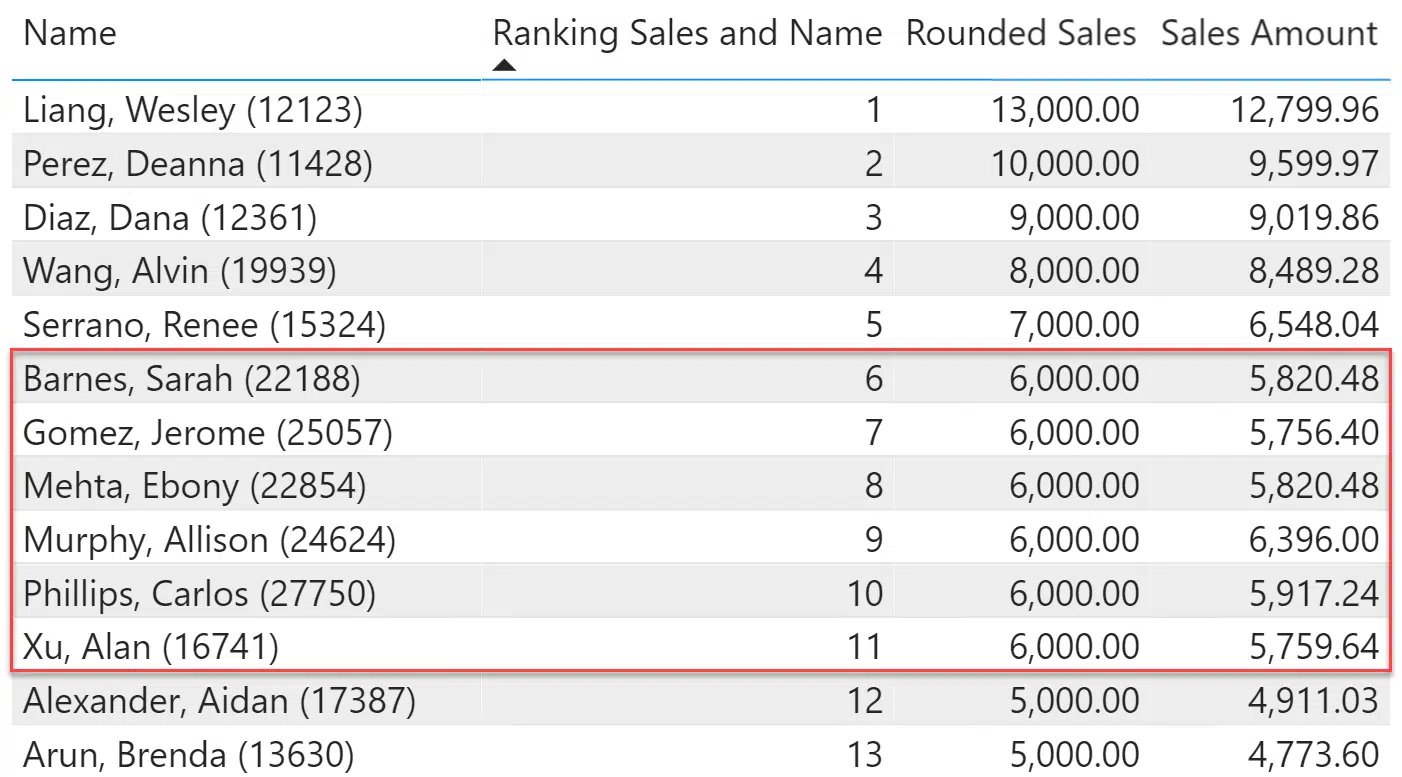 Name Ranking Sales and Name Rounded Sales Sales Amount
Liang, Wesley (12123) 1 13,000.00 12,799.96
Perez, Deanna (11428) 2 10,000.00 9,599.97
Diaz, Dana (12361) 3 9,000.00 9,019.86
Wang, Alvin (19939) 4 8,000.00 8,489.28
Serrano, Renee (15324) 5 7,000.00 6,548.04
Barnes, Sarah (22188) 6 6,000.00 5,820.48
Gomez, Jerome (25057) 7 6,000.00 5,756.40
Mehta, Ebony (22854) 8 6,000.00 5,820.48
Murphy, Allison (24624) 9 6,000.00 6,396.00
Phillips, Carlos (27750) 10 6,000.00 5,917.24
Xu, Alan (16741) 11 6,000.00 5,759.64
Alexander, Aidan (17387) 12 5,000.00 4,911.03
Arun, Brenda (13630) 13 5,000.00 4,773.60